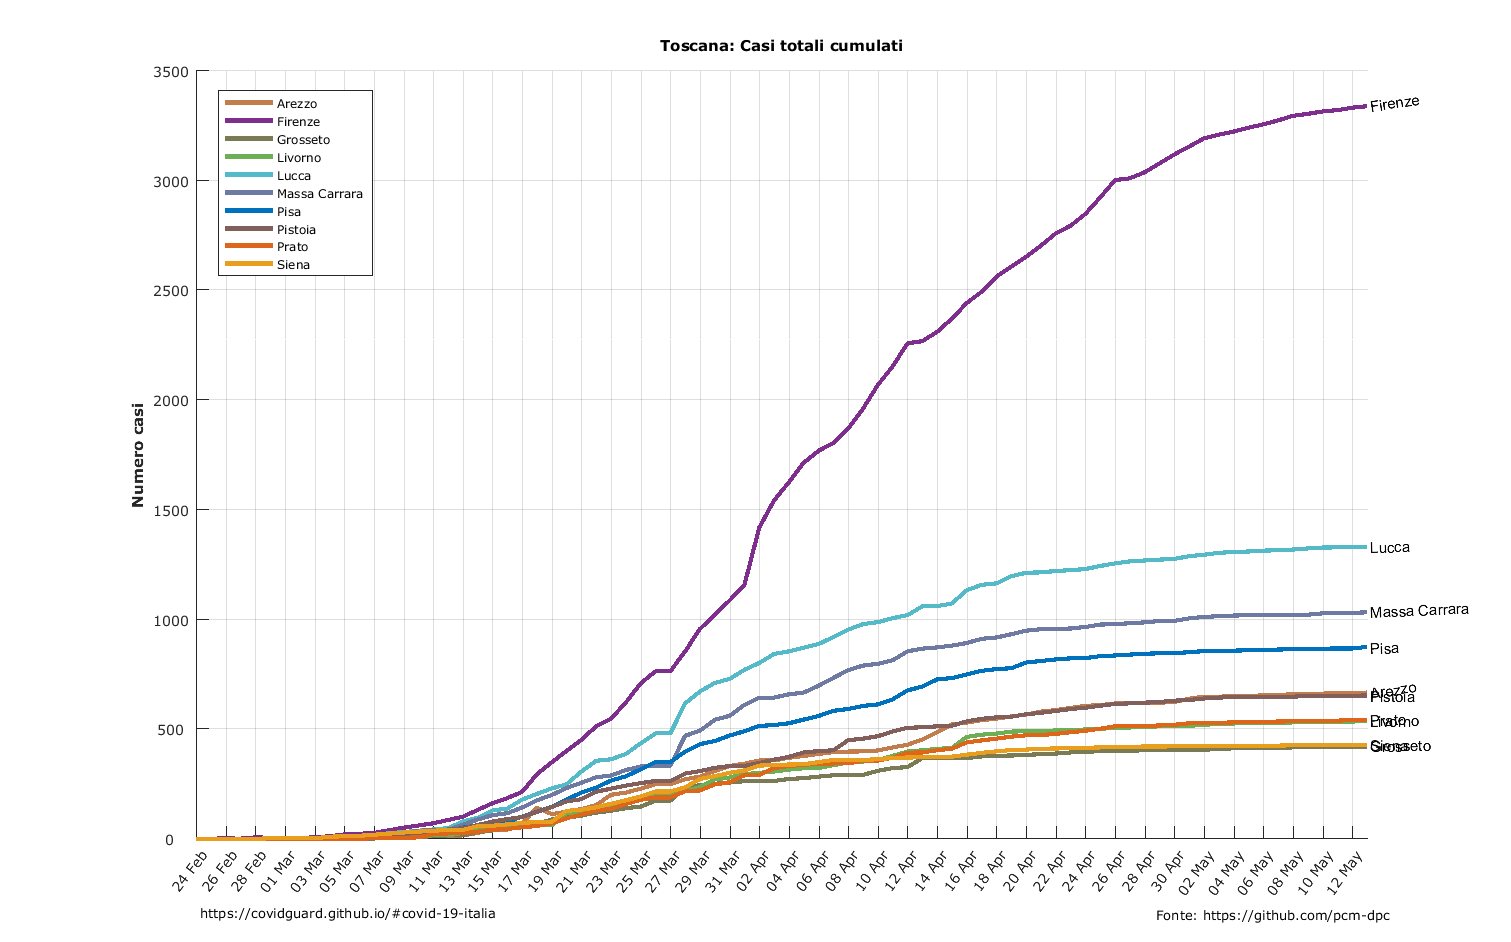 Toscana: Casi totali cumulati
3500
3000
2500
2000
1500
1000
500
0
Numero casi
Arezzo
Firenze
Grosseto
Livorno
Lucca
Massa Carrara
Pisa
Pistoia
Prato
Siena
Firenze
Lucca
Massa Carrara
Pisa
Arezzo
Pistoia
Prato
Livorno
Siena
Grosseto
24 Feb
26 Feb
28 Feb
01 Mar
03 Mar
05 Mar
07 Mar
09 Mar
11 Mar
13 Mar
15 Mar
17 Mar
19 Mar
21 Mar
23 Mar
25 Mar
27 Mar
29 Mar
31 Mar
02 Apr
04 Apr
06 Apr
08 Apr
10 Apr
12 Apr
14 Apr
16 Apr
18 Apr
20 Apr
22 Apr
24 Apr
26 Apr
28 Apr
30 Apr
02 May
04 May
06 May
08 May
10 May
12 May
https://covidguard.github.io/#covid-19-italia
Fonte: https://github.com/pcm-dpc